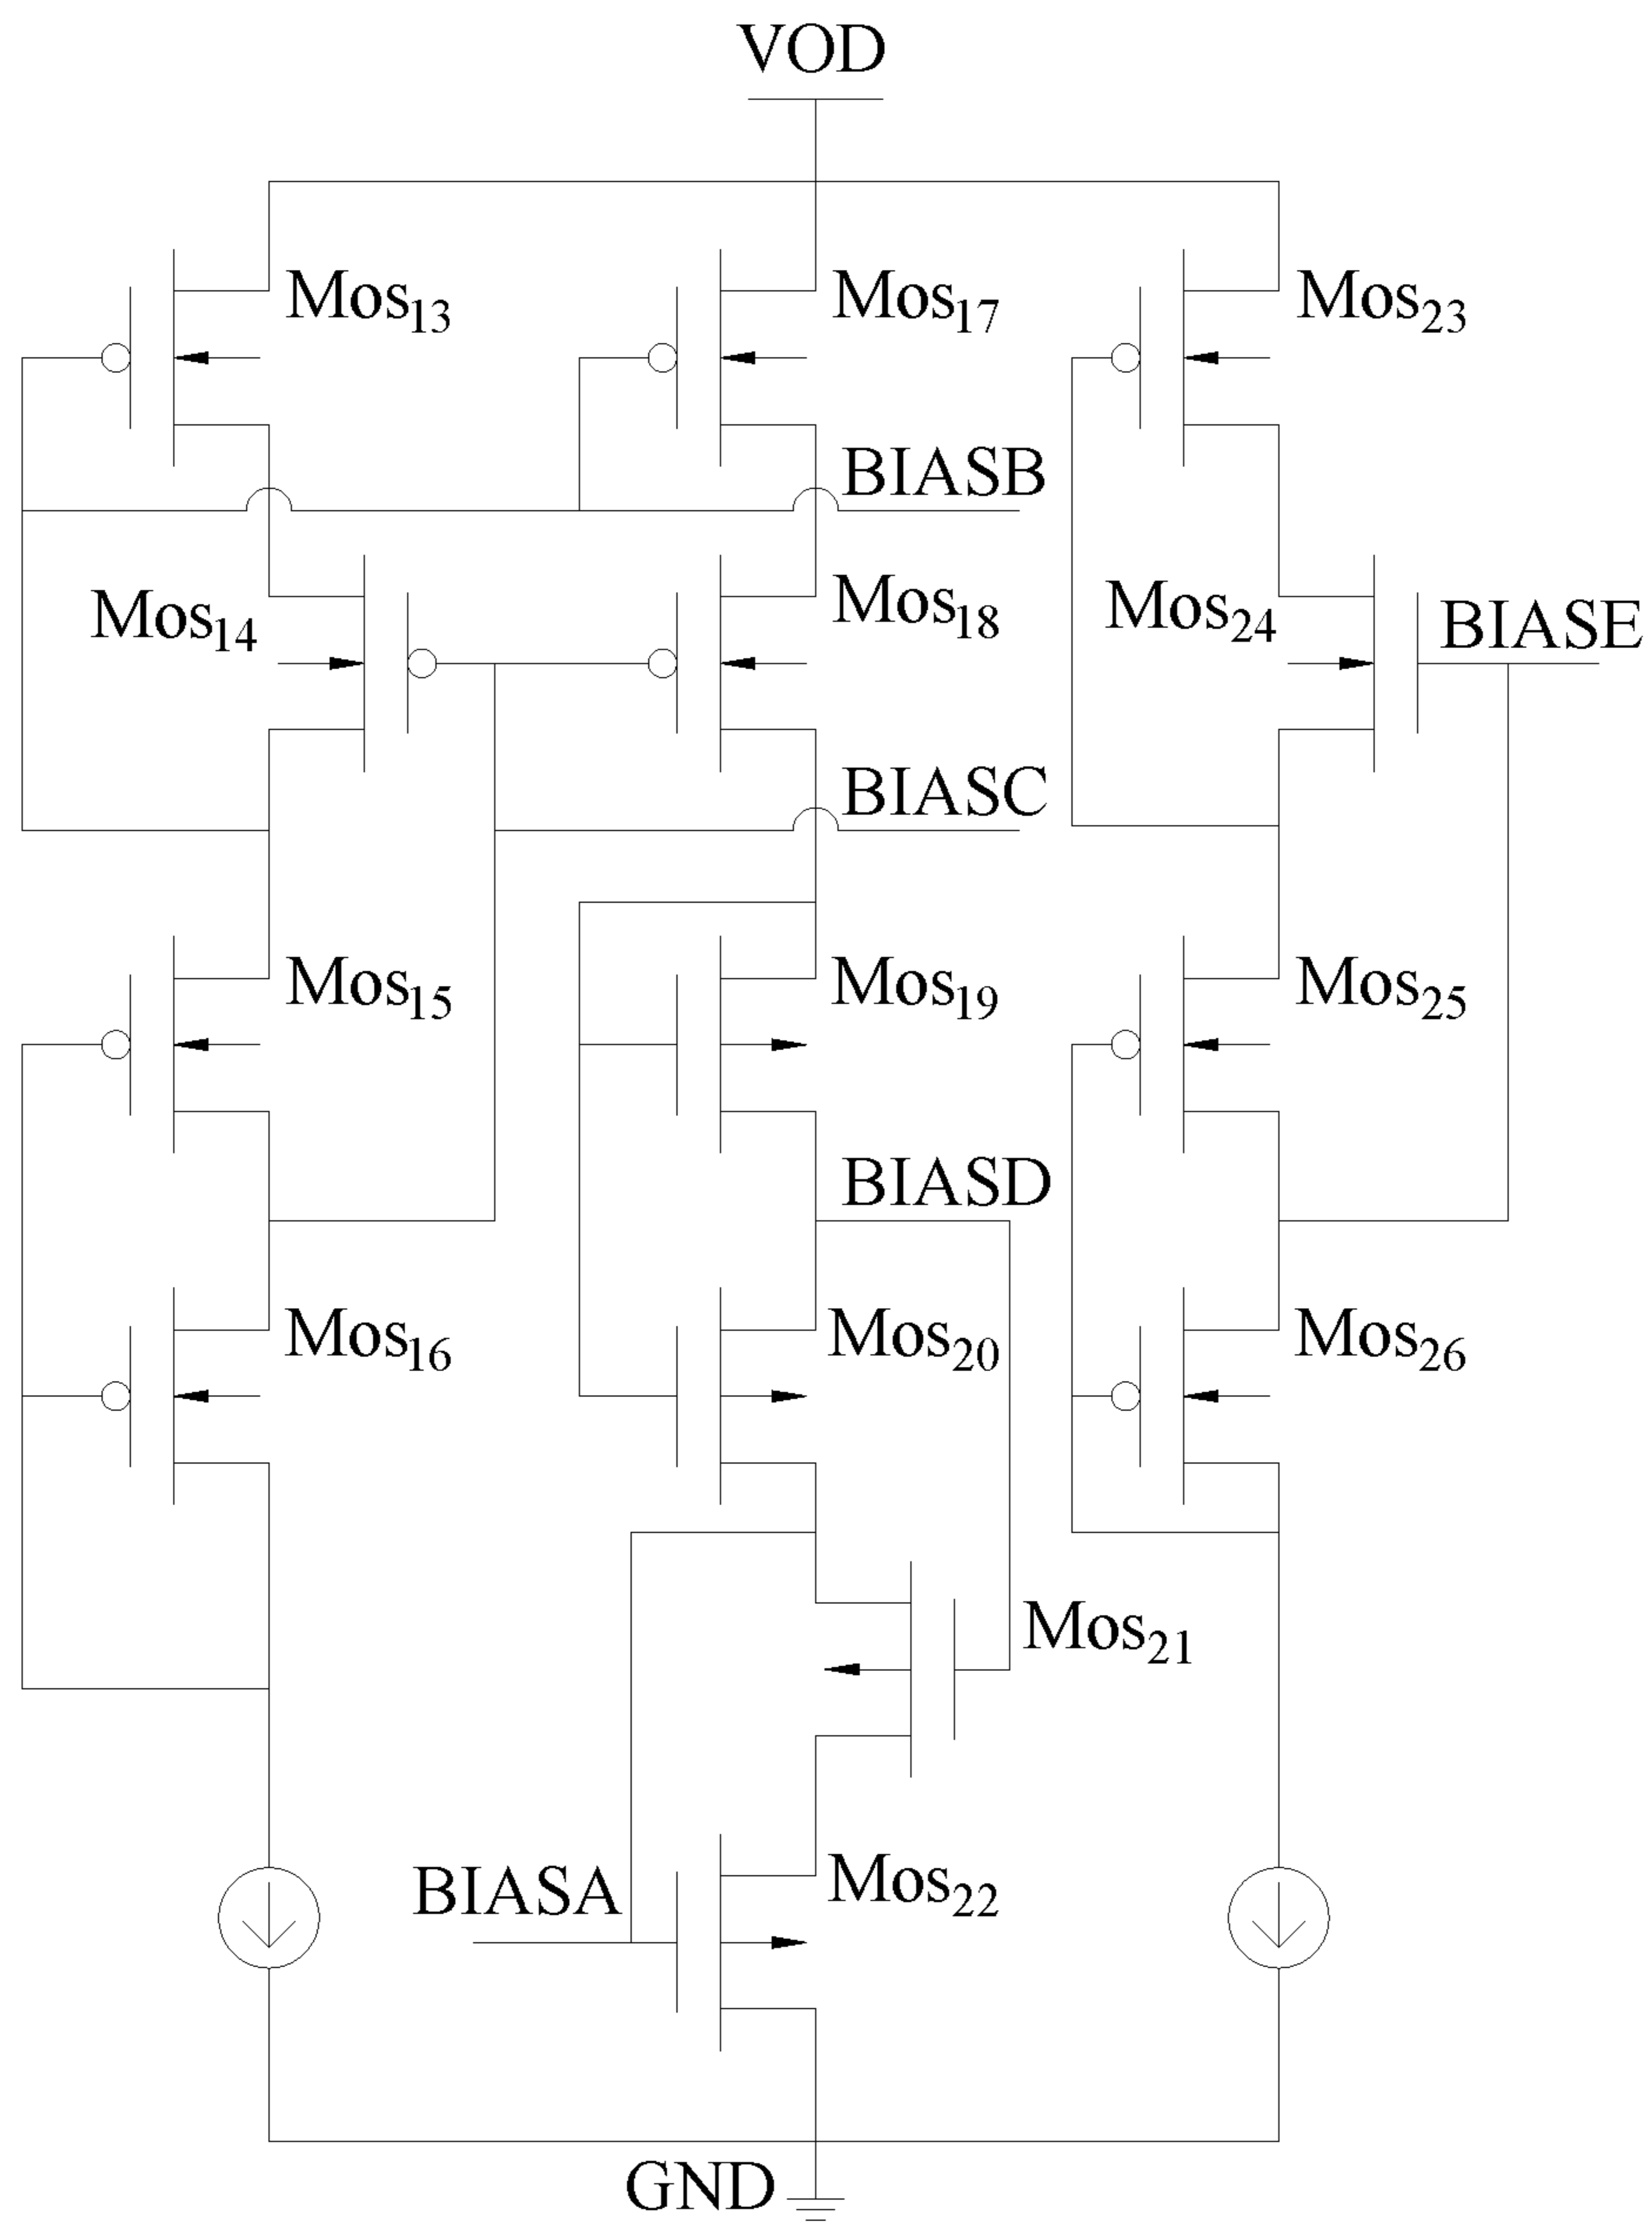 VOD
Mos13 Mos17 Mos23
BIASB
Mos14 Mos18 Mos24 BIASE
BIASC
Mos15 Mos19 Mos25
BIASD
Mos16 Mos20 Mos26
Mos21
BIASA Mos22
GND